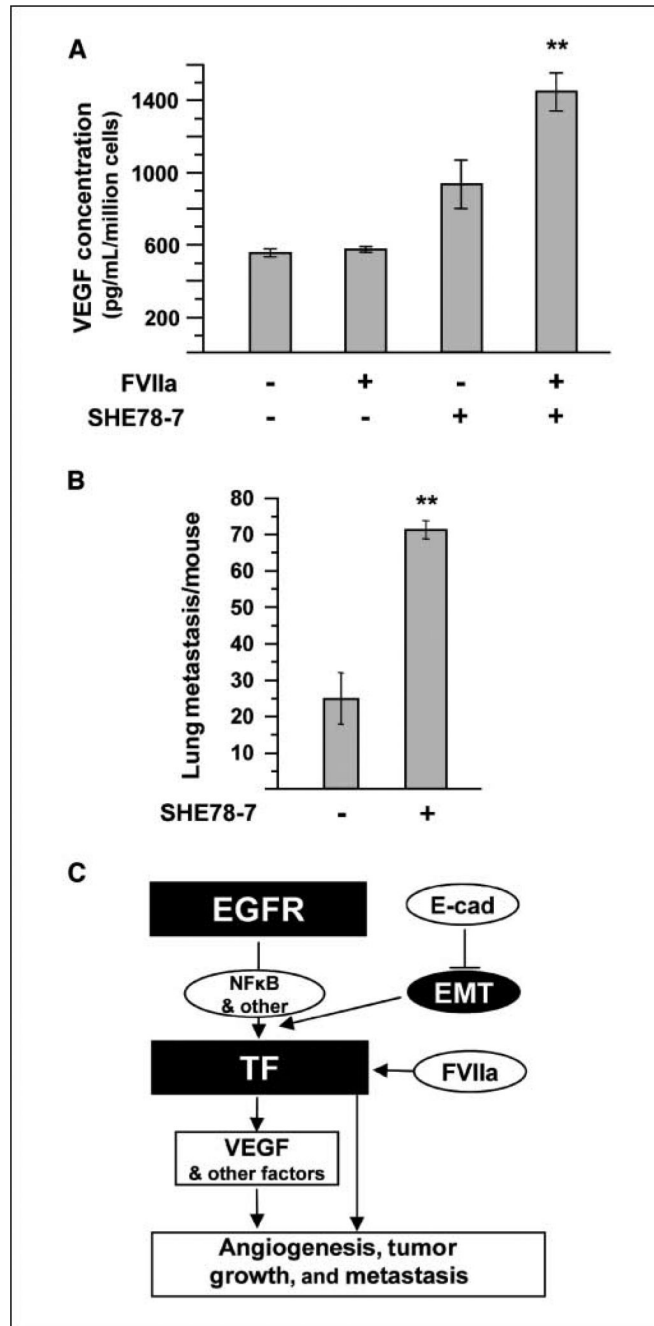 A
**
VEGF concentration
(pg/mL/million cells)
1400
1000
600
200
FVIIa - + - +
SHE78-7 - - + +
B
**
Lung metastasis/mouse
80
70
60
50
40
30
20
10
SHE78-7 - +
C
EGFR
E-cad
NFκB
& other
EMT
TF
FVIIa
VEGF
& other factors
Angiogenesis, tumor
growth, and metastasis